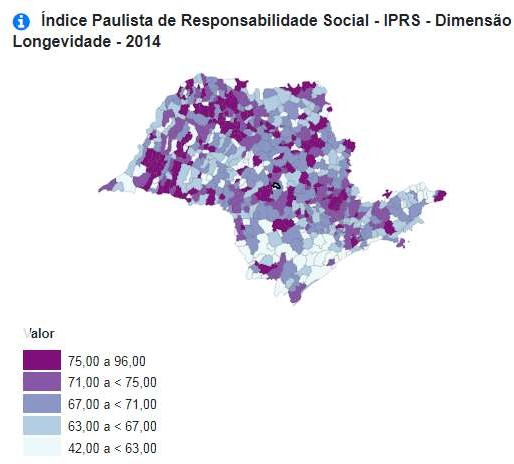 Índice Paulista de Responsabilidade Social - IPRS - Dimensão
Longevidade - 2014
Valor
75,00 a 96,00
71,00 a < 75,00
67,00 a < 71,00
63,00 a < 67,00
42,00 a < 63,00